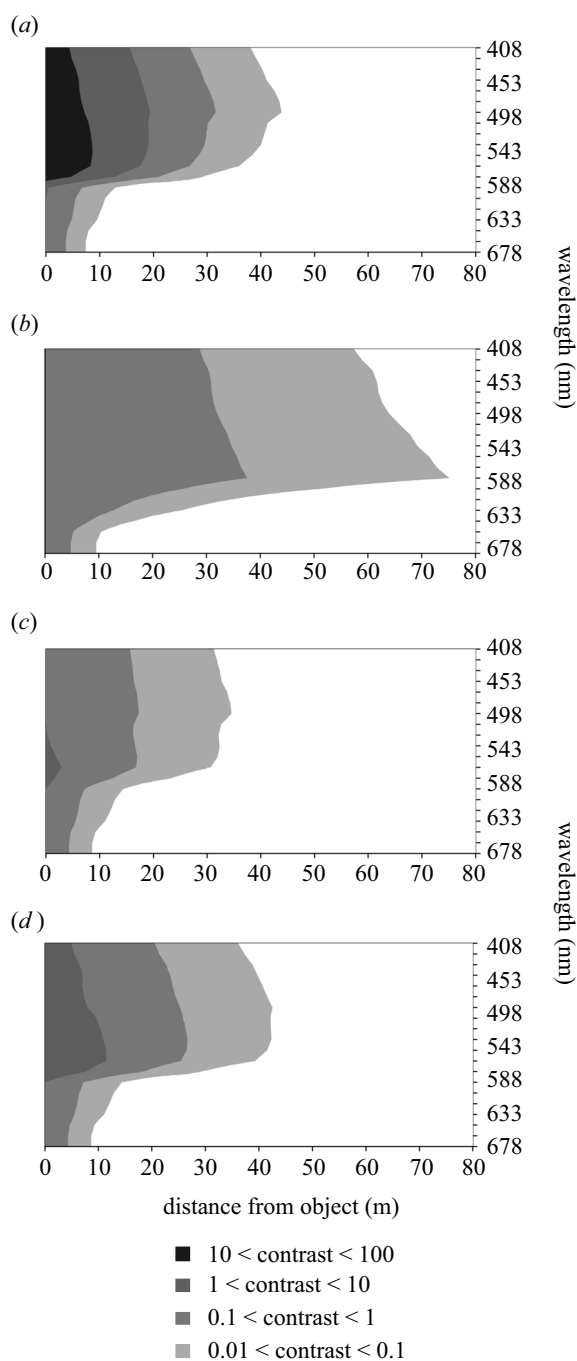 (a)
408
453
498
543
588
633
678
0 10 20 30 40 50 60 70 80
wavelength (nm)
(b)
408
453
498
543
588
633
678
0 10 20 30 40 50 60 70 80
(c)
408
453
498
543
588
633
678
0 10 20 30 40 50 60 70 80
wavelength (nm)
(d )
408
453
498
543
588
633
678
0 10 20 30 40 50 60 70 80
distance from object (m)
10 < contrast < 100
1 < contrast < 10
0.1 < contrast < 1
0.01 < contrast < 0.1